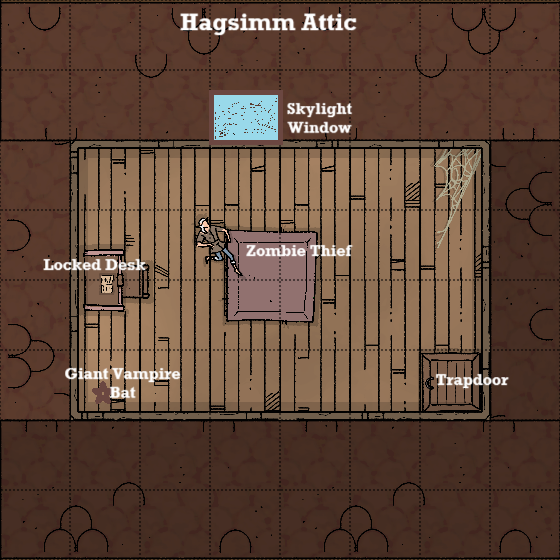 Hagsimm Attic
Skylight
Window
Zombie Thief
Locked Desk
Giant Vampire
Bat
Trapdoor